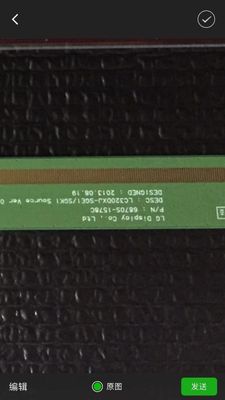 LG Display Co., Ltd
P/N : 6870S-1578C
DESC : LC320DXJ-SGE1/SGK1 Source Ver 0
DESIGNED : 2013.08.19
编辑
原图
发送